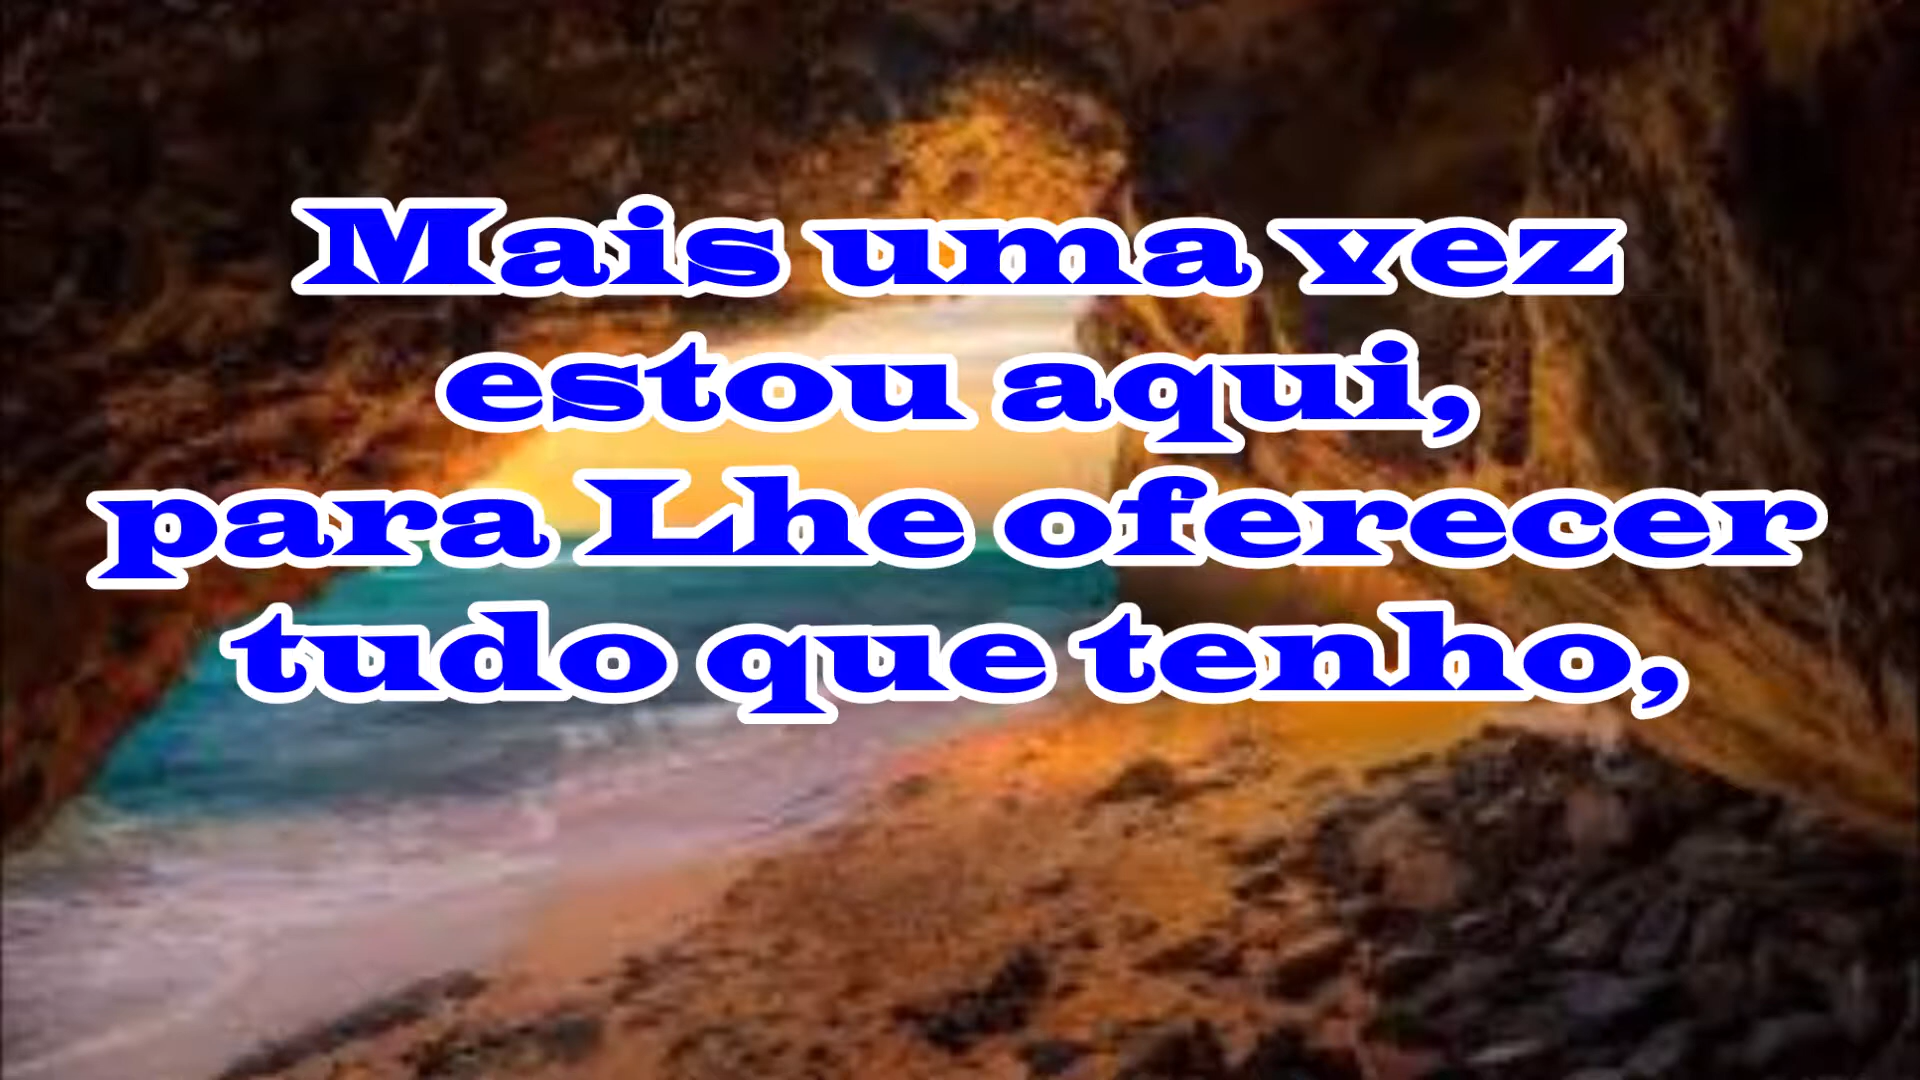 Mais uma vez
estou aqui,
para Lhe oferecer
tudo que tenho,